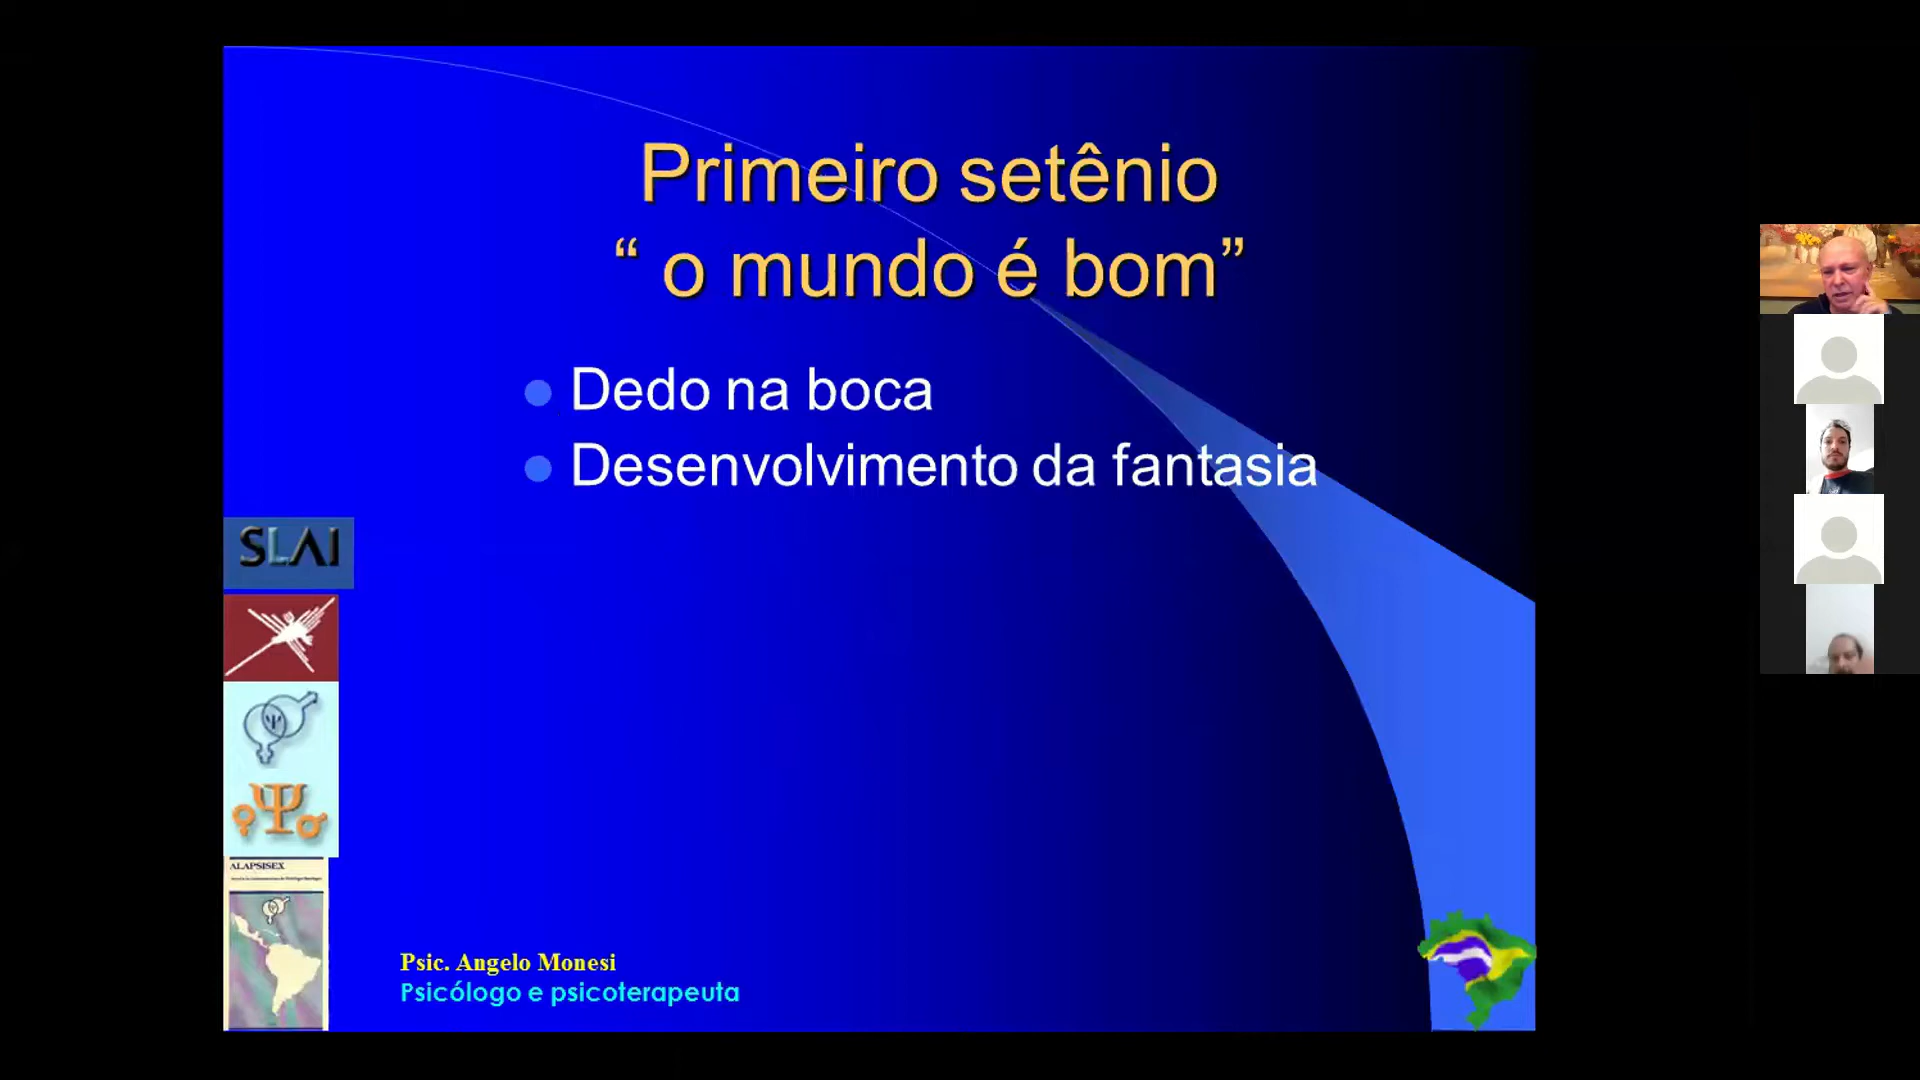 Primeiro setênio
“ o mundo é bom”
Dedo na boca
Desenvolvimento da fantasia
SLAI
ALAPSISEX
Psic. Angelo Monesi
Psicólogo e psicoterapeuta